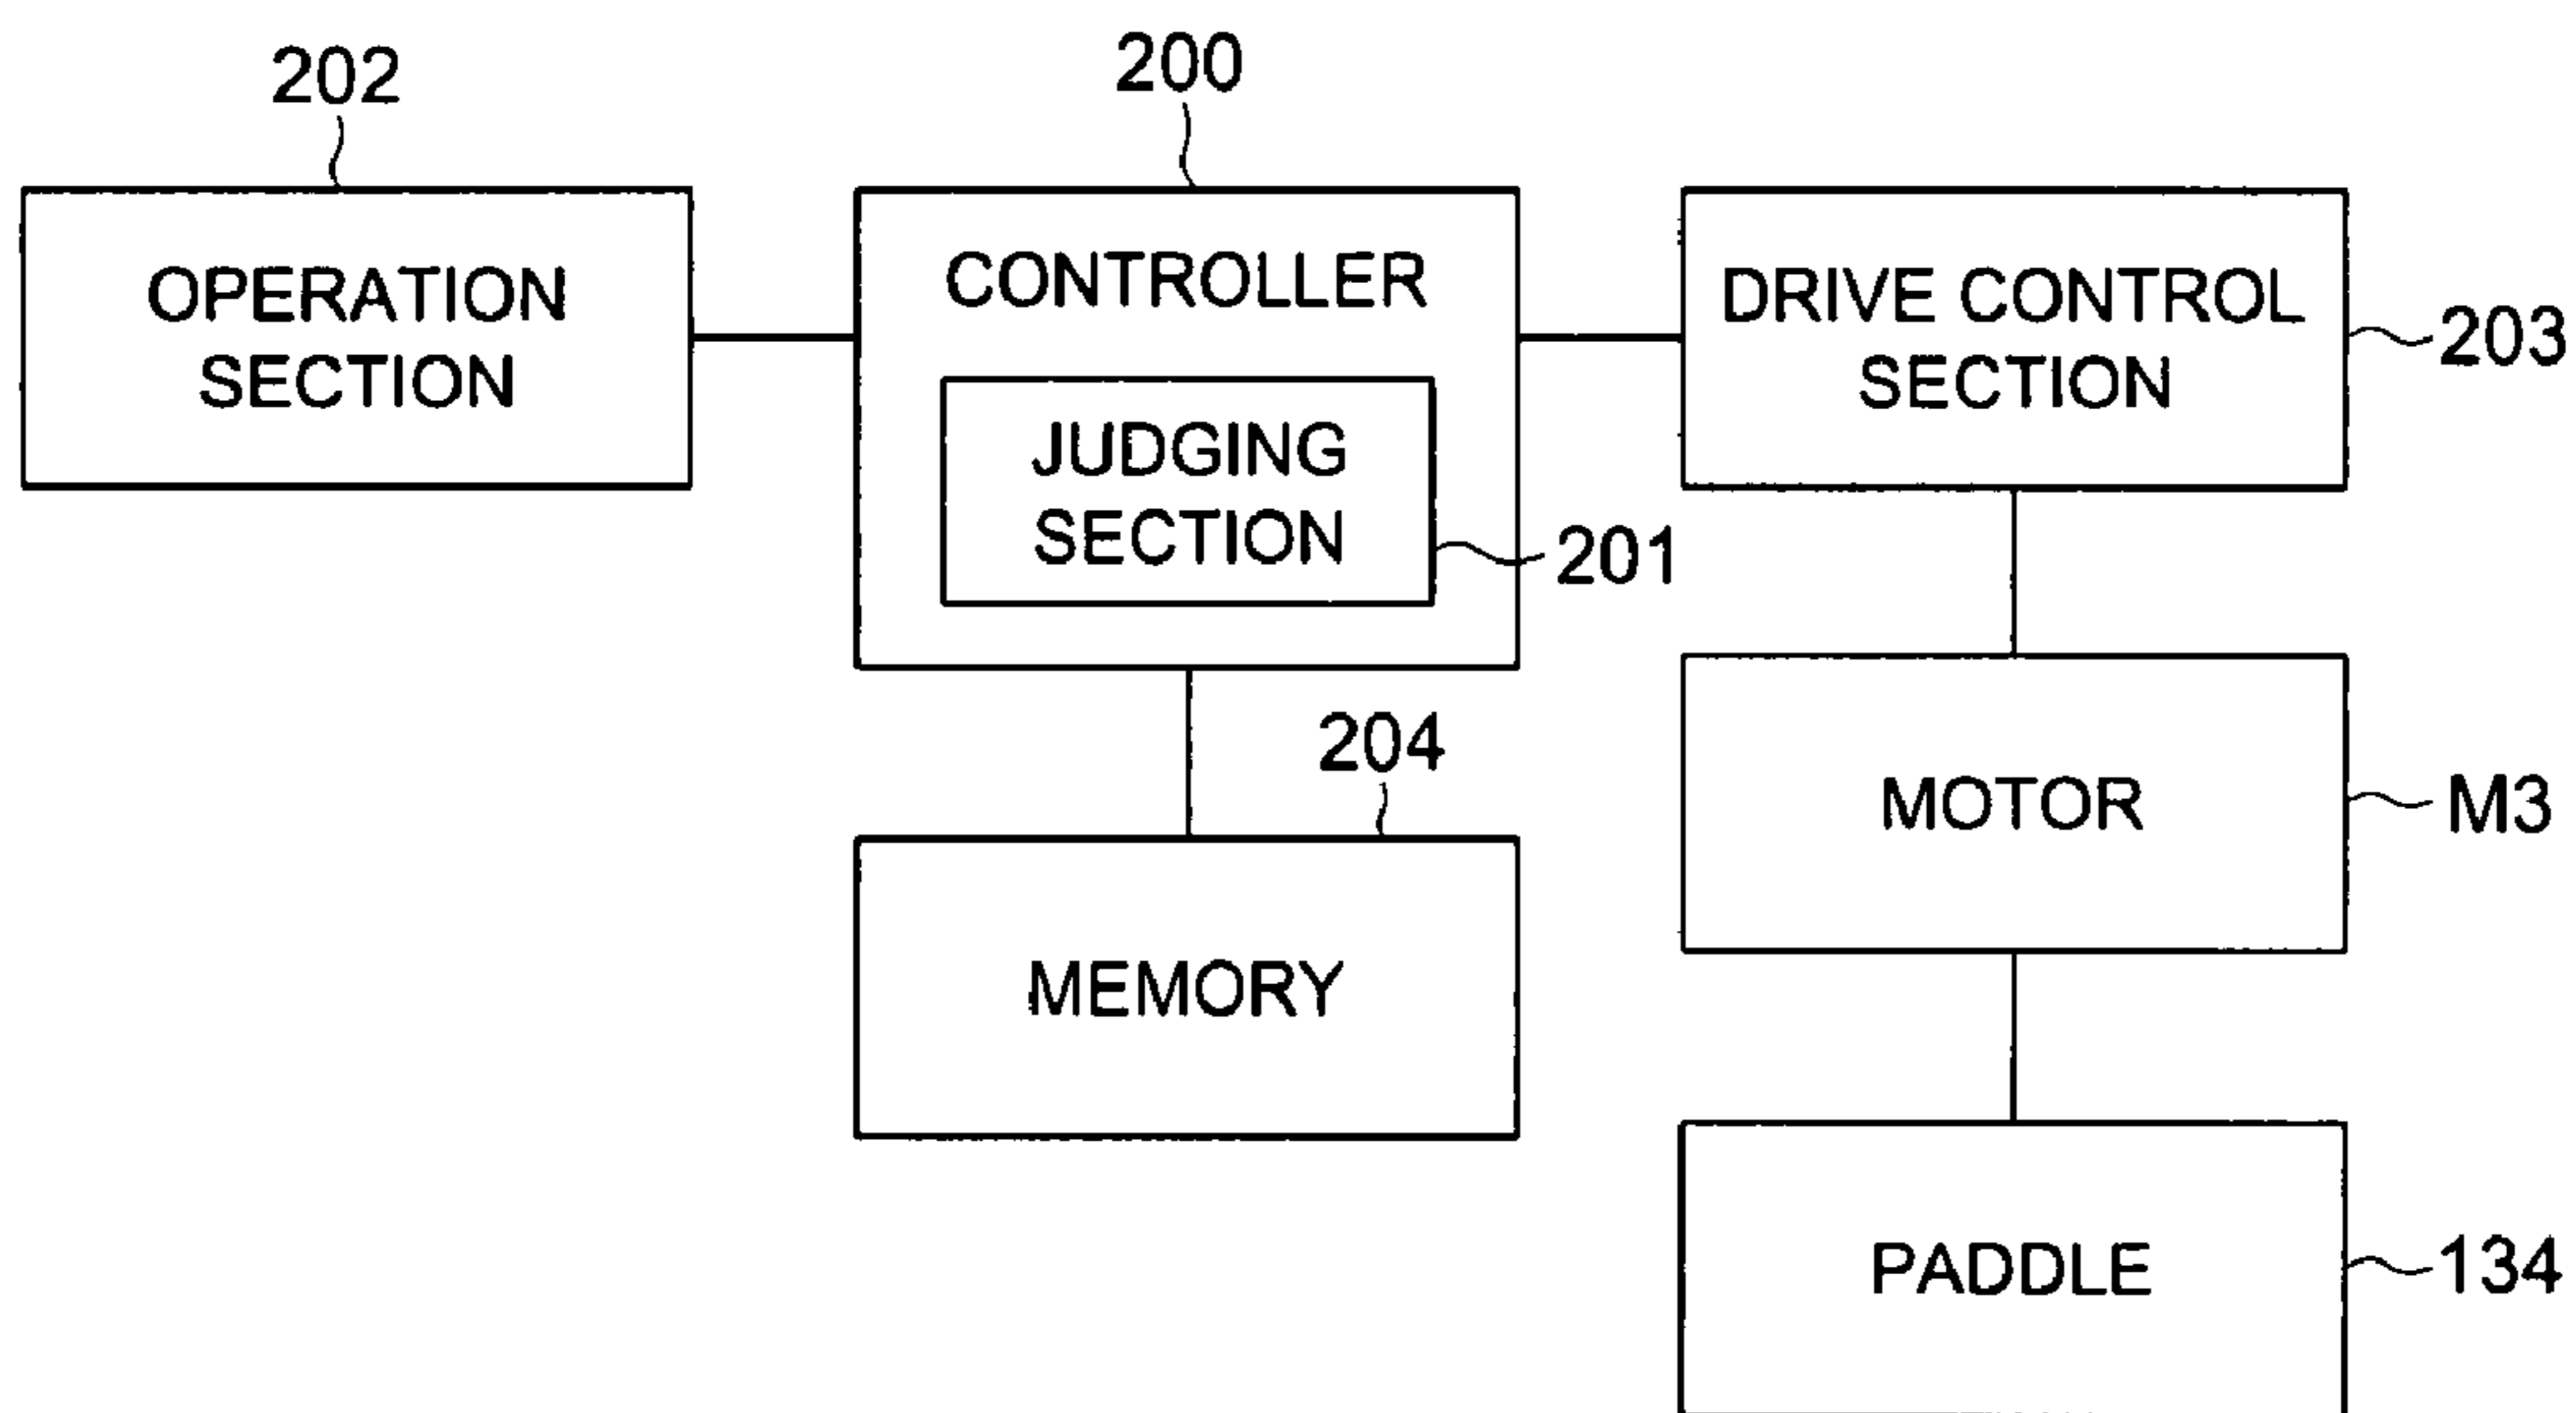 202
200
OPERATION
SECTION
CONTROLLER
JUDGING
SECTION
201
DRIVE CONTROL
SECTION
203
204
MEMORY
MOTOR
M3
PADDLE
134